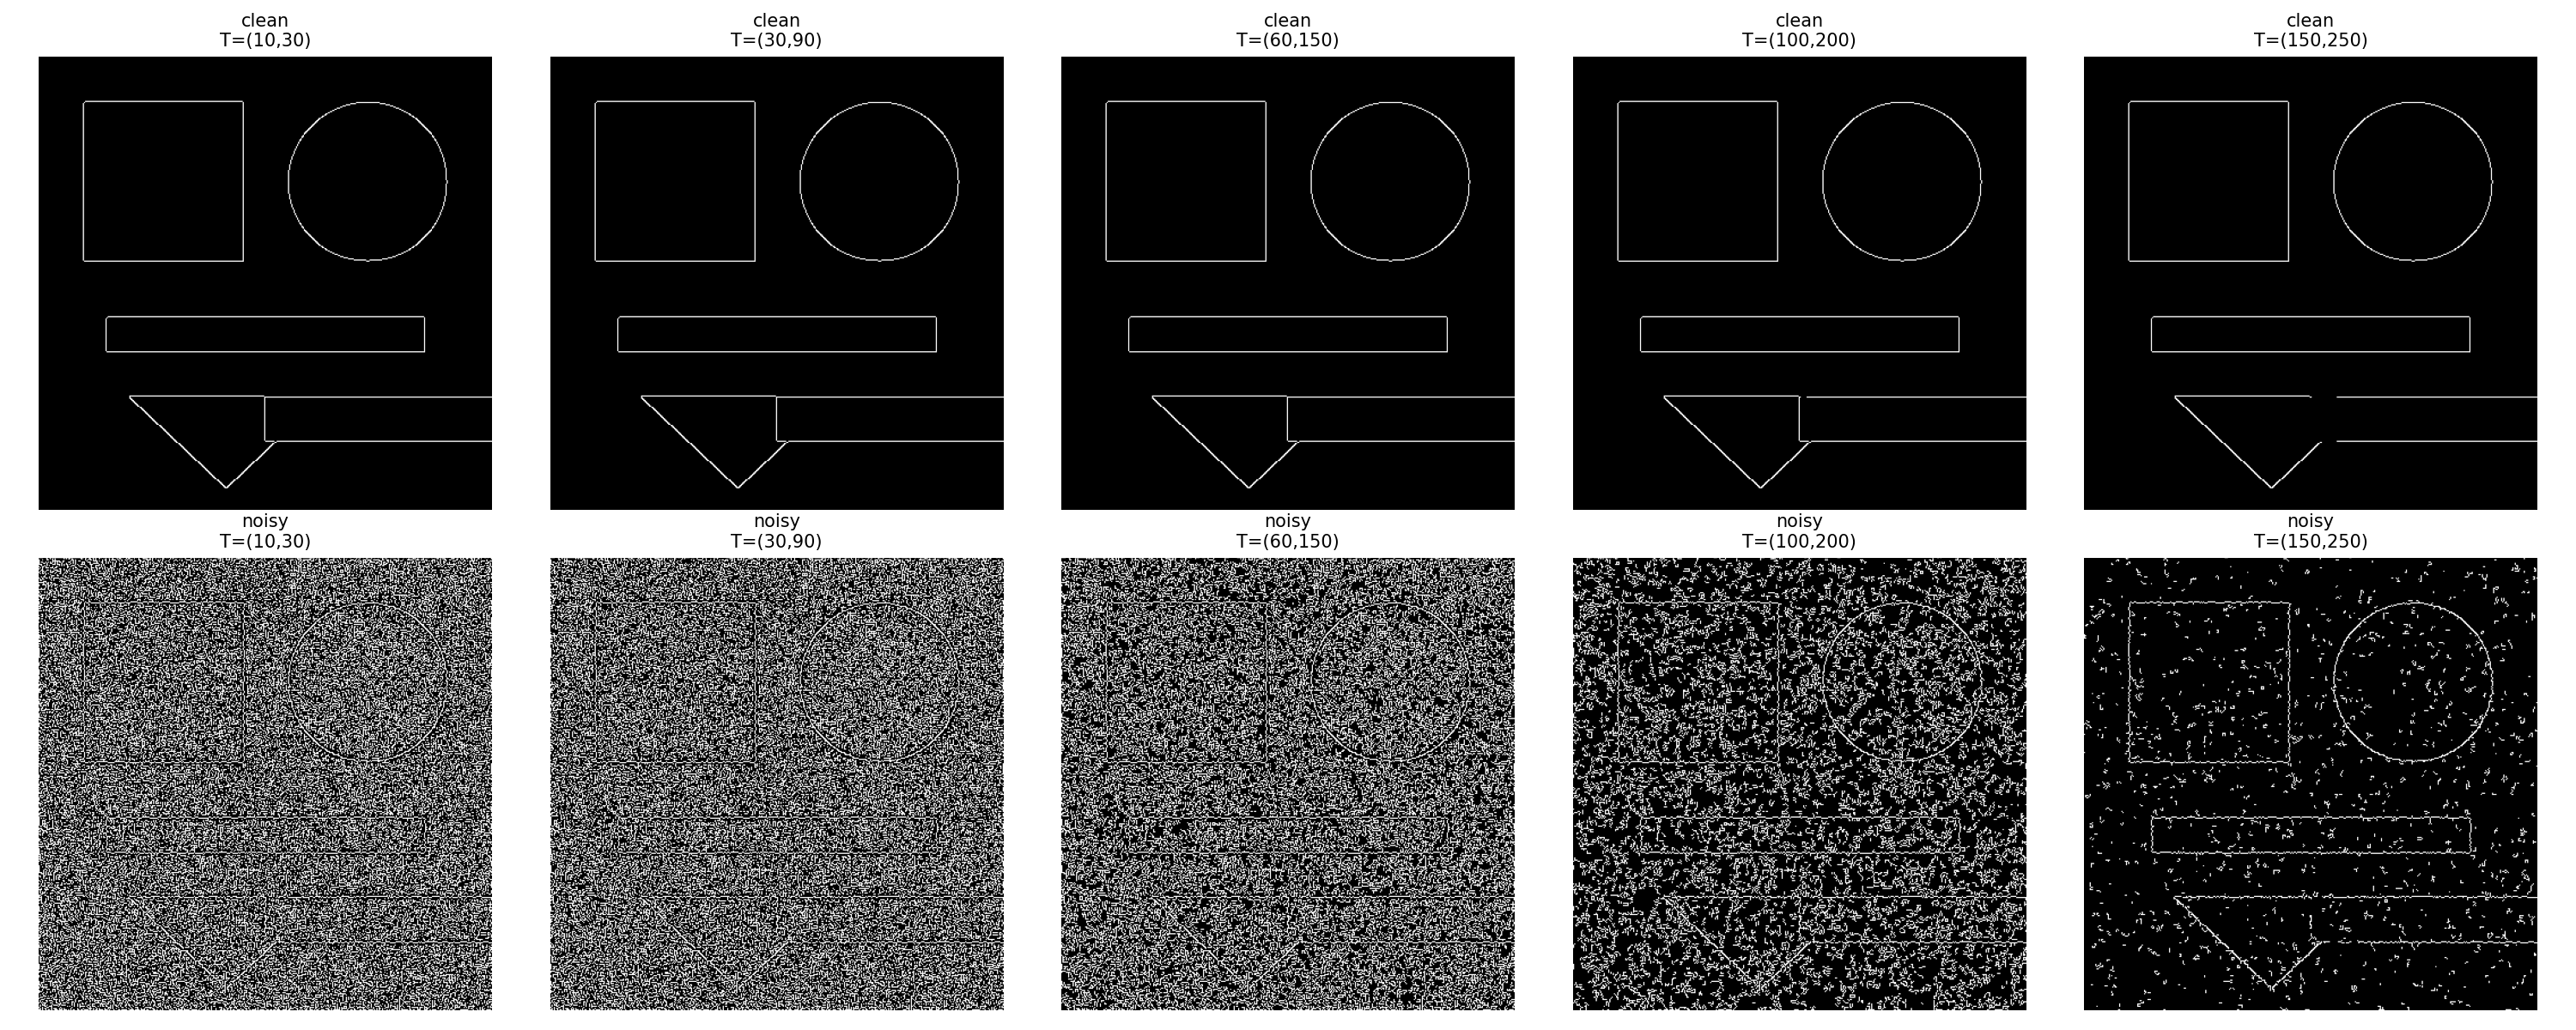 clean
T=(10,30)
clean
T=(30,90)
clean
T=(60,150)
clean
T=(100,200)
clean
T=(150,250)
noisy
T=(10,30)
noisy
T=(30,90)
noisy
T=(60,150)
noisy
T=(100,200)
noisy
T=(150,250)